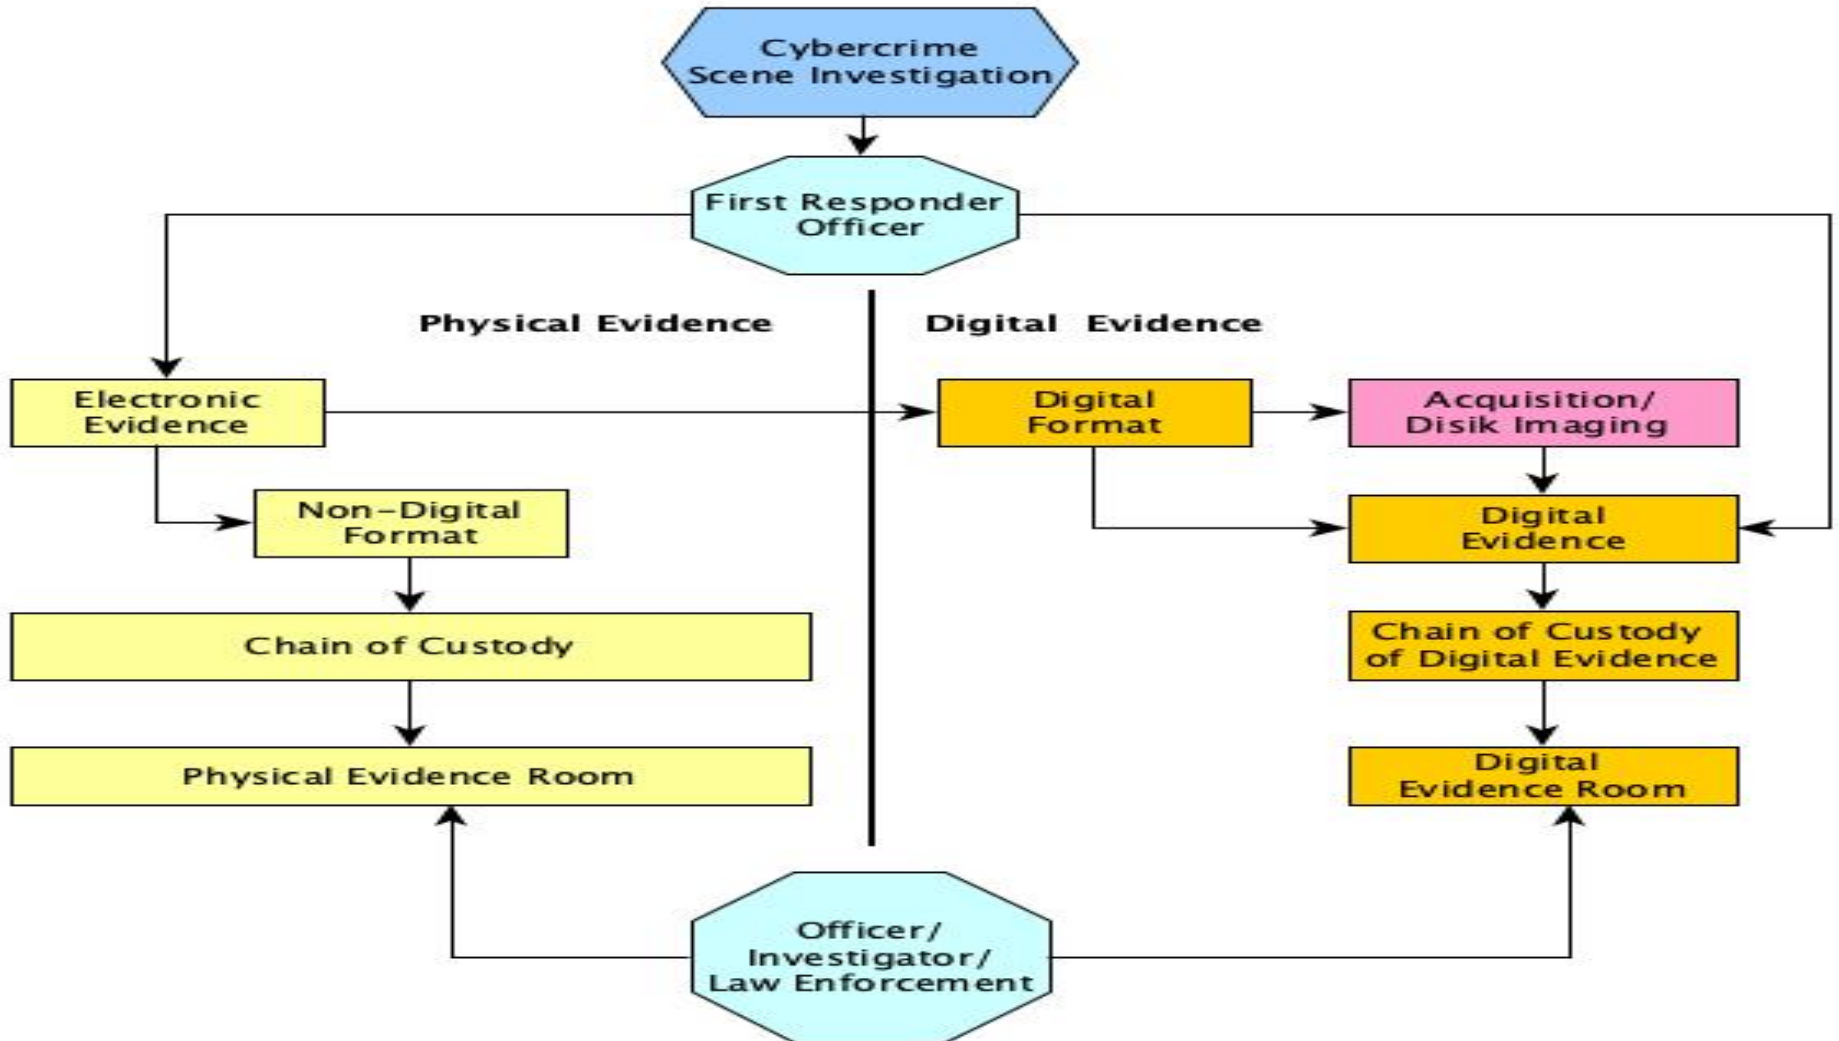 Cybercrime
Scene Investigation
First Responder
Officer
Physical Evidence
Digital Evidence
Electronic
Evidence
Digital
Format
Acquisition/
Disik Imaging
Non-Digital
Format
Digital
Evidence
Chain of Custody
Chain of Custody
of Digital Evidence
Physical Evidence Room
Digital
Evidence Room
Officer/
Investigator/
Law Enforcement